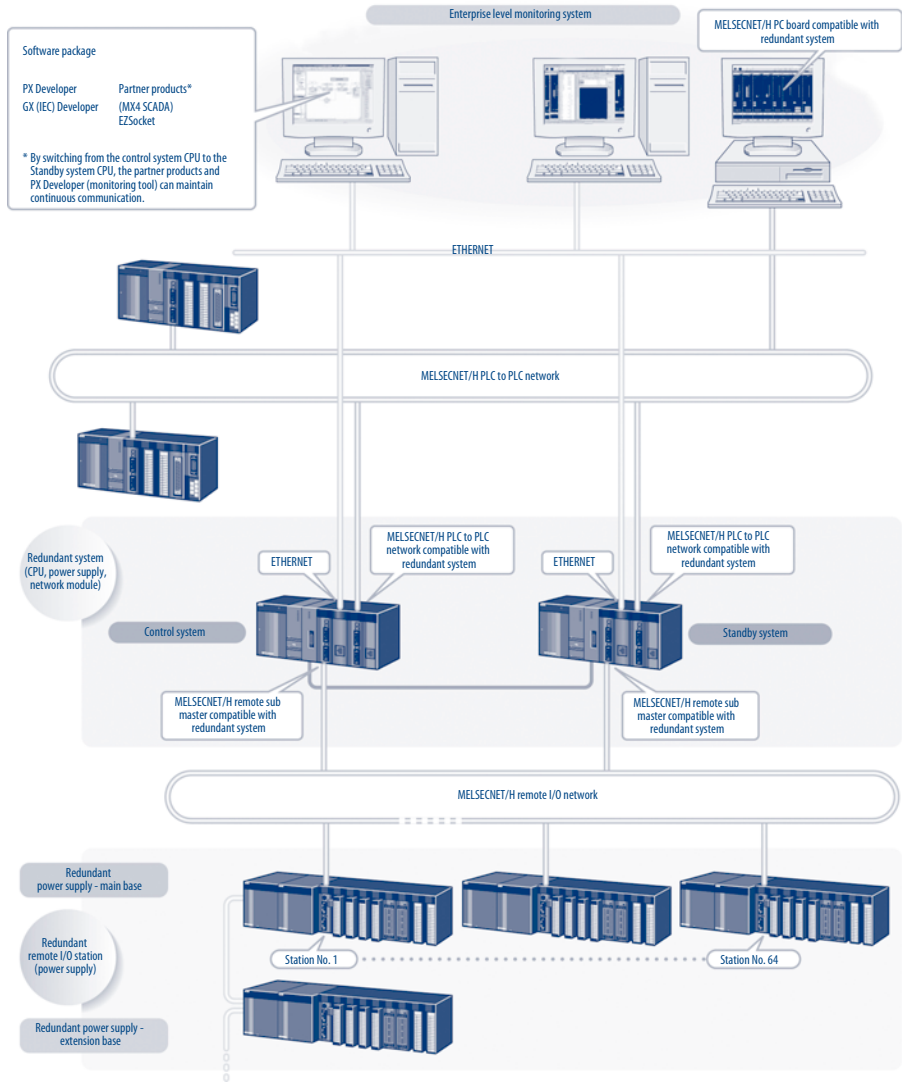 Enterprise level monitoring system
MELSECNET/H PC board compatible with
redundant system
Software package
PX Developer Partner products*
GX (IEC) Developer (MX4 SCADA)
EZSocket
* By switching from the control system CPU to the
Standby system CPU, the partner products and
PX Developer (monitoring tool) can maintain
continuous communication.
ETHERNET
MELSECNET/H PLC to PLC network
Redundant system
(CPU, power supply,
network module)
ETHERNET
MELSECNET/H PLC to PLC
network compatible with
redundant system
ETHERNET
MELSECNET/H PLC to PLC
network compatible with
redundant system
Control system
Standby system
MELSECNET/H remote sub
master compatible with
redundant system
MELSECNET/H remote sub
master compatible with
redundant system
MELSECNET/H remote I/O network
Redundant
power supply - main base
Redundant
remote I/O station
(power supply)
Station No. 1
Station No. 64
Redundant power supply -
extension base